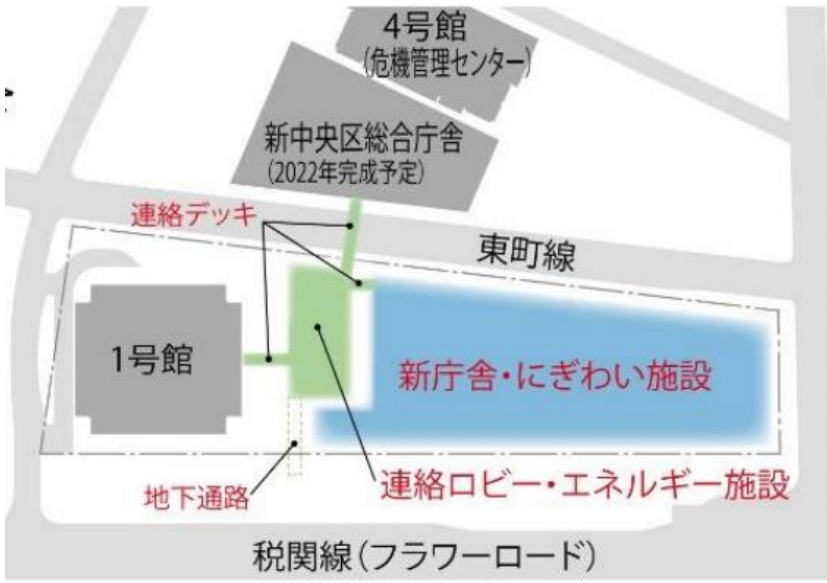 4号館
(危機管理センター)
新中央区総合庁舎
(2022年完成予定)
連絡デッキ
東町線
1号館
新庁舎・にぎわい施設
地下通路
連絡ロビー・エネルギー施設
税関線(フラワーロード)